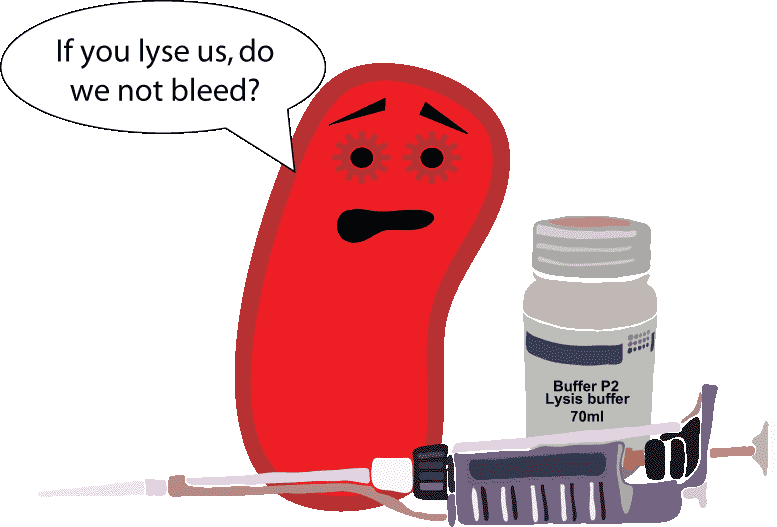 If you lyse us, do
we not bleed?
Buffer P2
Lysis buffer
70ml